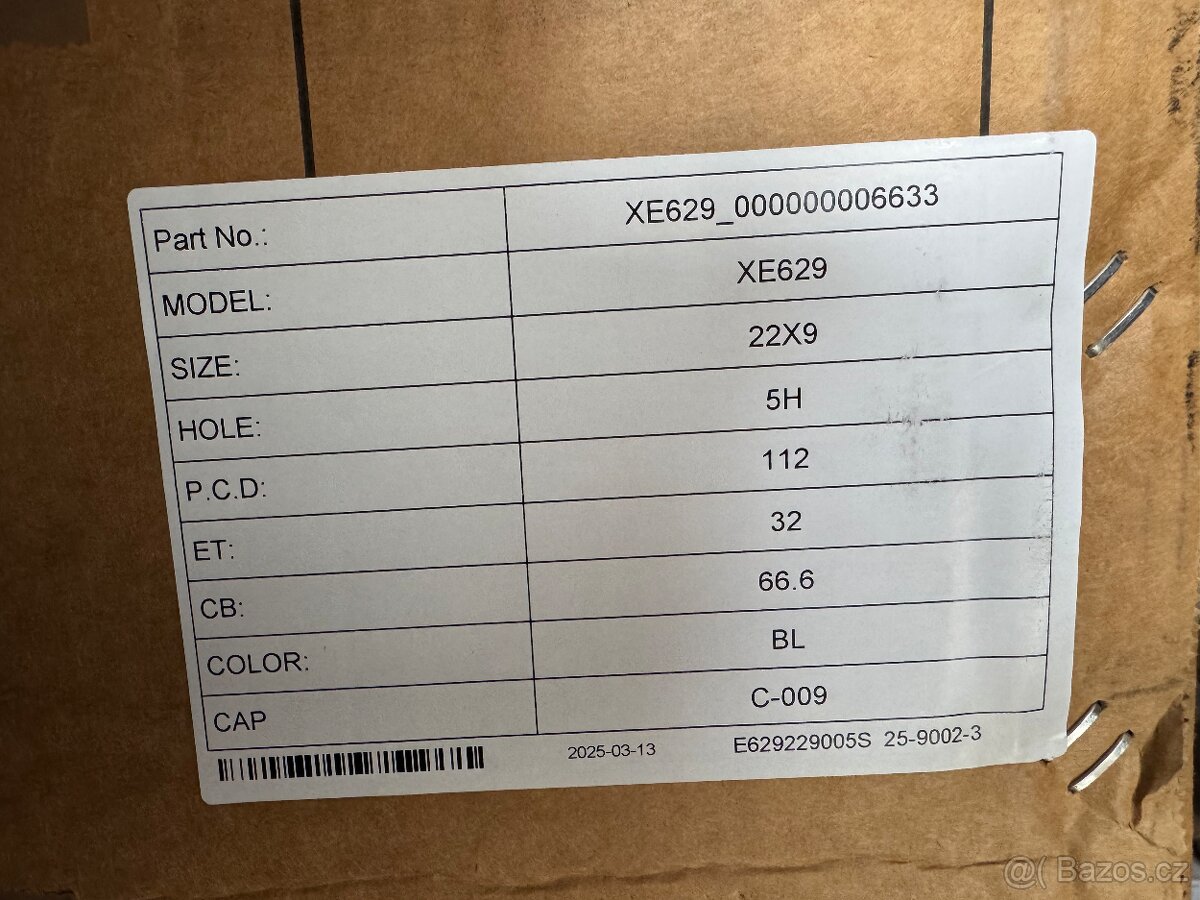 Part No.: XE629_000000006633
MODEL: XE629
SIZE: 22X9
HOLE: 5H
P.C.D: 112
ET: 32
CB: 66.6
COLOR: BL
CAP C-009
2025-03-13 E629229005S 25-9002-3
@( Bazos.cz